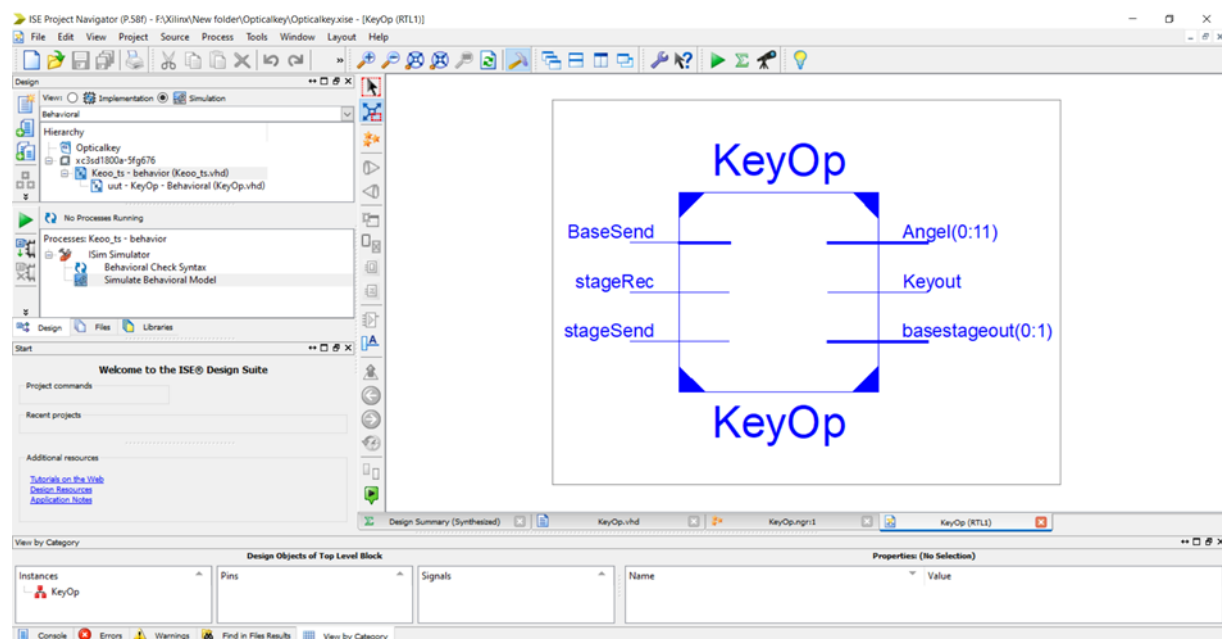 ISE Project Navigator (P.58f) - F:\Xilinx\New folder\Opticalkey\Opticalkey.xise - [KeyOp (RTL1)]
File Edit View Project Source Process Tools Window Layout Help
Design
View: Implementation Simulation
Behavioral
Hierarchy
Opticalkey
xc3sd1800a-5fg676
Keoo_ts - behavior (Keoo_ts.vhd)
uut - KeyOp - Behavioral (KeyOp.vhd)
No Processes Running
Processes: Keoo_ts - behavior
ISim Simulator
Behavioral Check Syntax
Simulate Behavioral Model
Design Files Libraries
Start
Welcome to the ISE® Design Suite
Project commands
Recent projects
Additional resources
Tutorials on the Web
Design Resources
Application Notes
KeyOp
BaseSend Angel(0:11)
stageRec Keyout
stageSend basestageout(0:1)
KeyOp
Design Summary (Synthesized) KeyOp.vhd KeyOp.ngr:1 KeyOp (RTL1)
View by Category
Design Objects of Top Level Block Properties: (No Selection)
Instances Pins Signals Name Value
KeyOp
Console Errors Warnings Find in Files Results View by Category